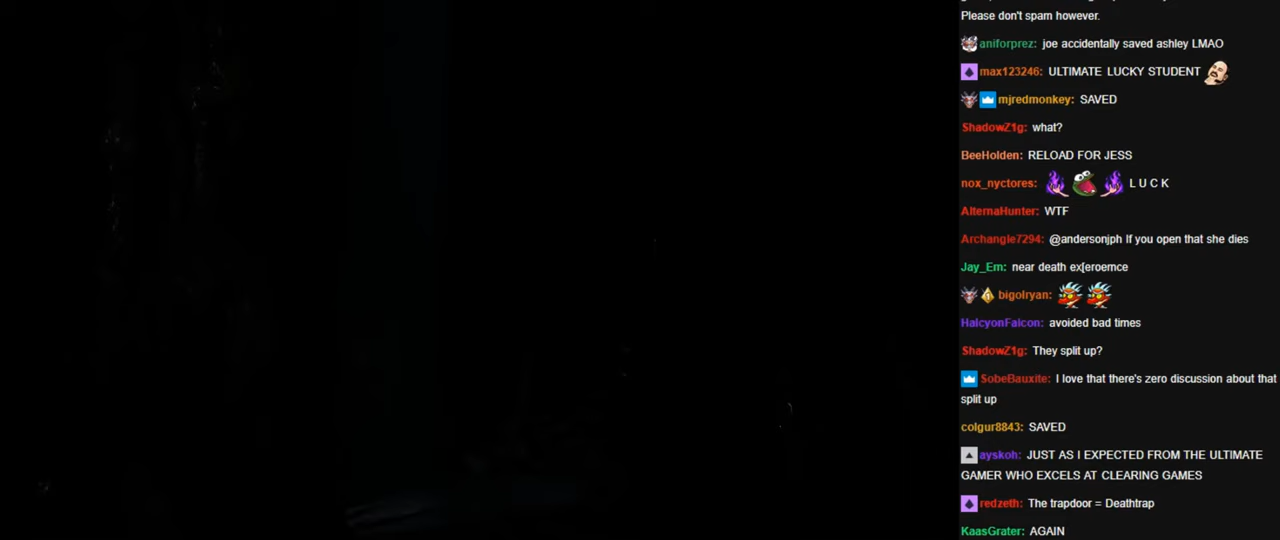 Please don't spam however.
aniforprez: joe accidentally saved ashley LMAO
max123246: ULTIMATE LUCKY STUDENT
mjredmonkey: SAVED
ShadowZ1g: what?
BeeHolden: RELOAD FOR JESS
nox_nyctores: L U C K
AlternaHunter: WTF
Archangle7294: @andersonjph If you open that she dies
Jay_Em: near death ex[eroemce
bigolryan:
HalcyonFalcon: avoided bad times
ShadowZ1g: They split up?
SobeBauxite: I love that there's zero discussion about that
split up
colgur8843: SAVED
ayskoh: JUST AS I EXPECTED FROM THE ULTIMATE
GAMER WHO EXCELS AT CLEARING GAMES
redzeth: The trapdoor = Deathtrap
KaasGrater: AGAIN